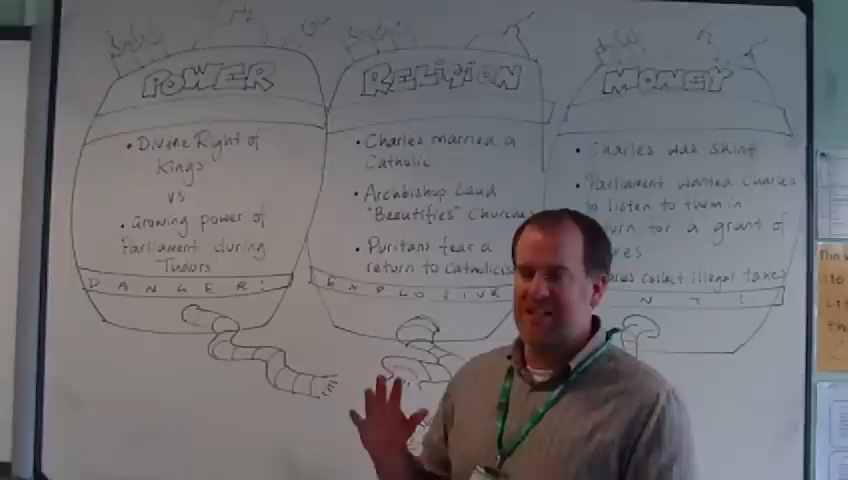 POWER
• Divine Right of
Kings
vs
• Growing power of
Parliament during
Tudors
DANGER!
RELIGION
• Charles married a
Catholic
• Archbishop Laud
"Beautifies" Churches
• Puritans fear a
return to Catholicis
EXPLOSIVE
MONEY
• Charles was skint
• Parliament wanted Charles
to listen to them in
return for a grant of
collect illegal taxes
N T !